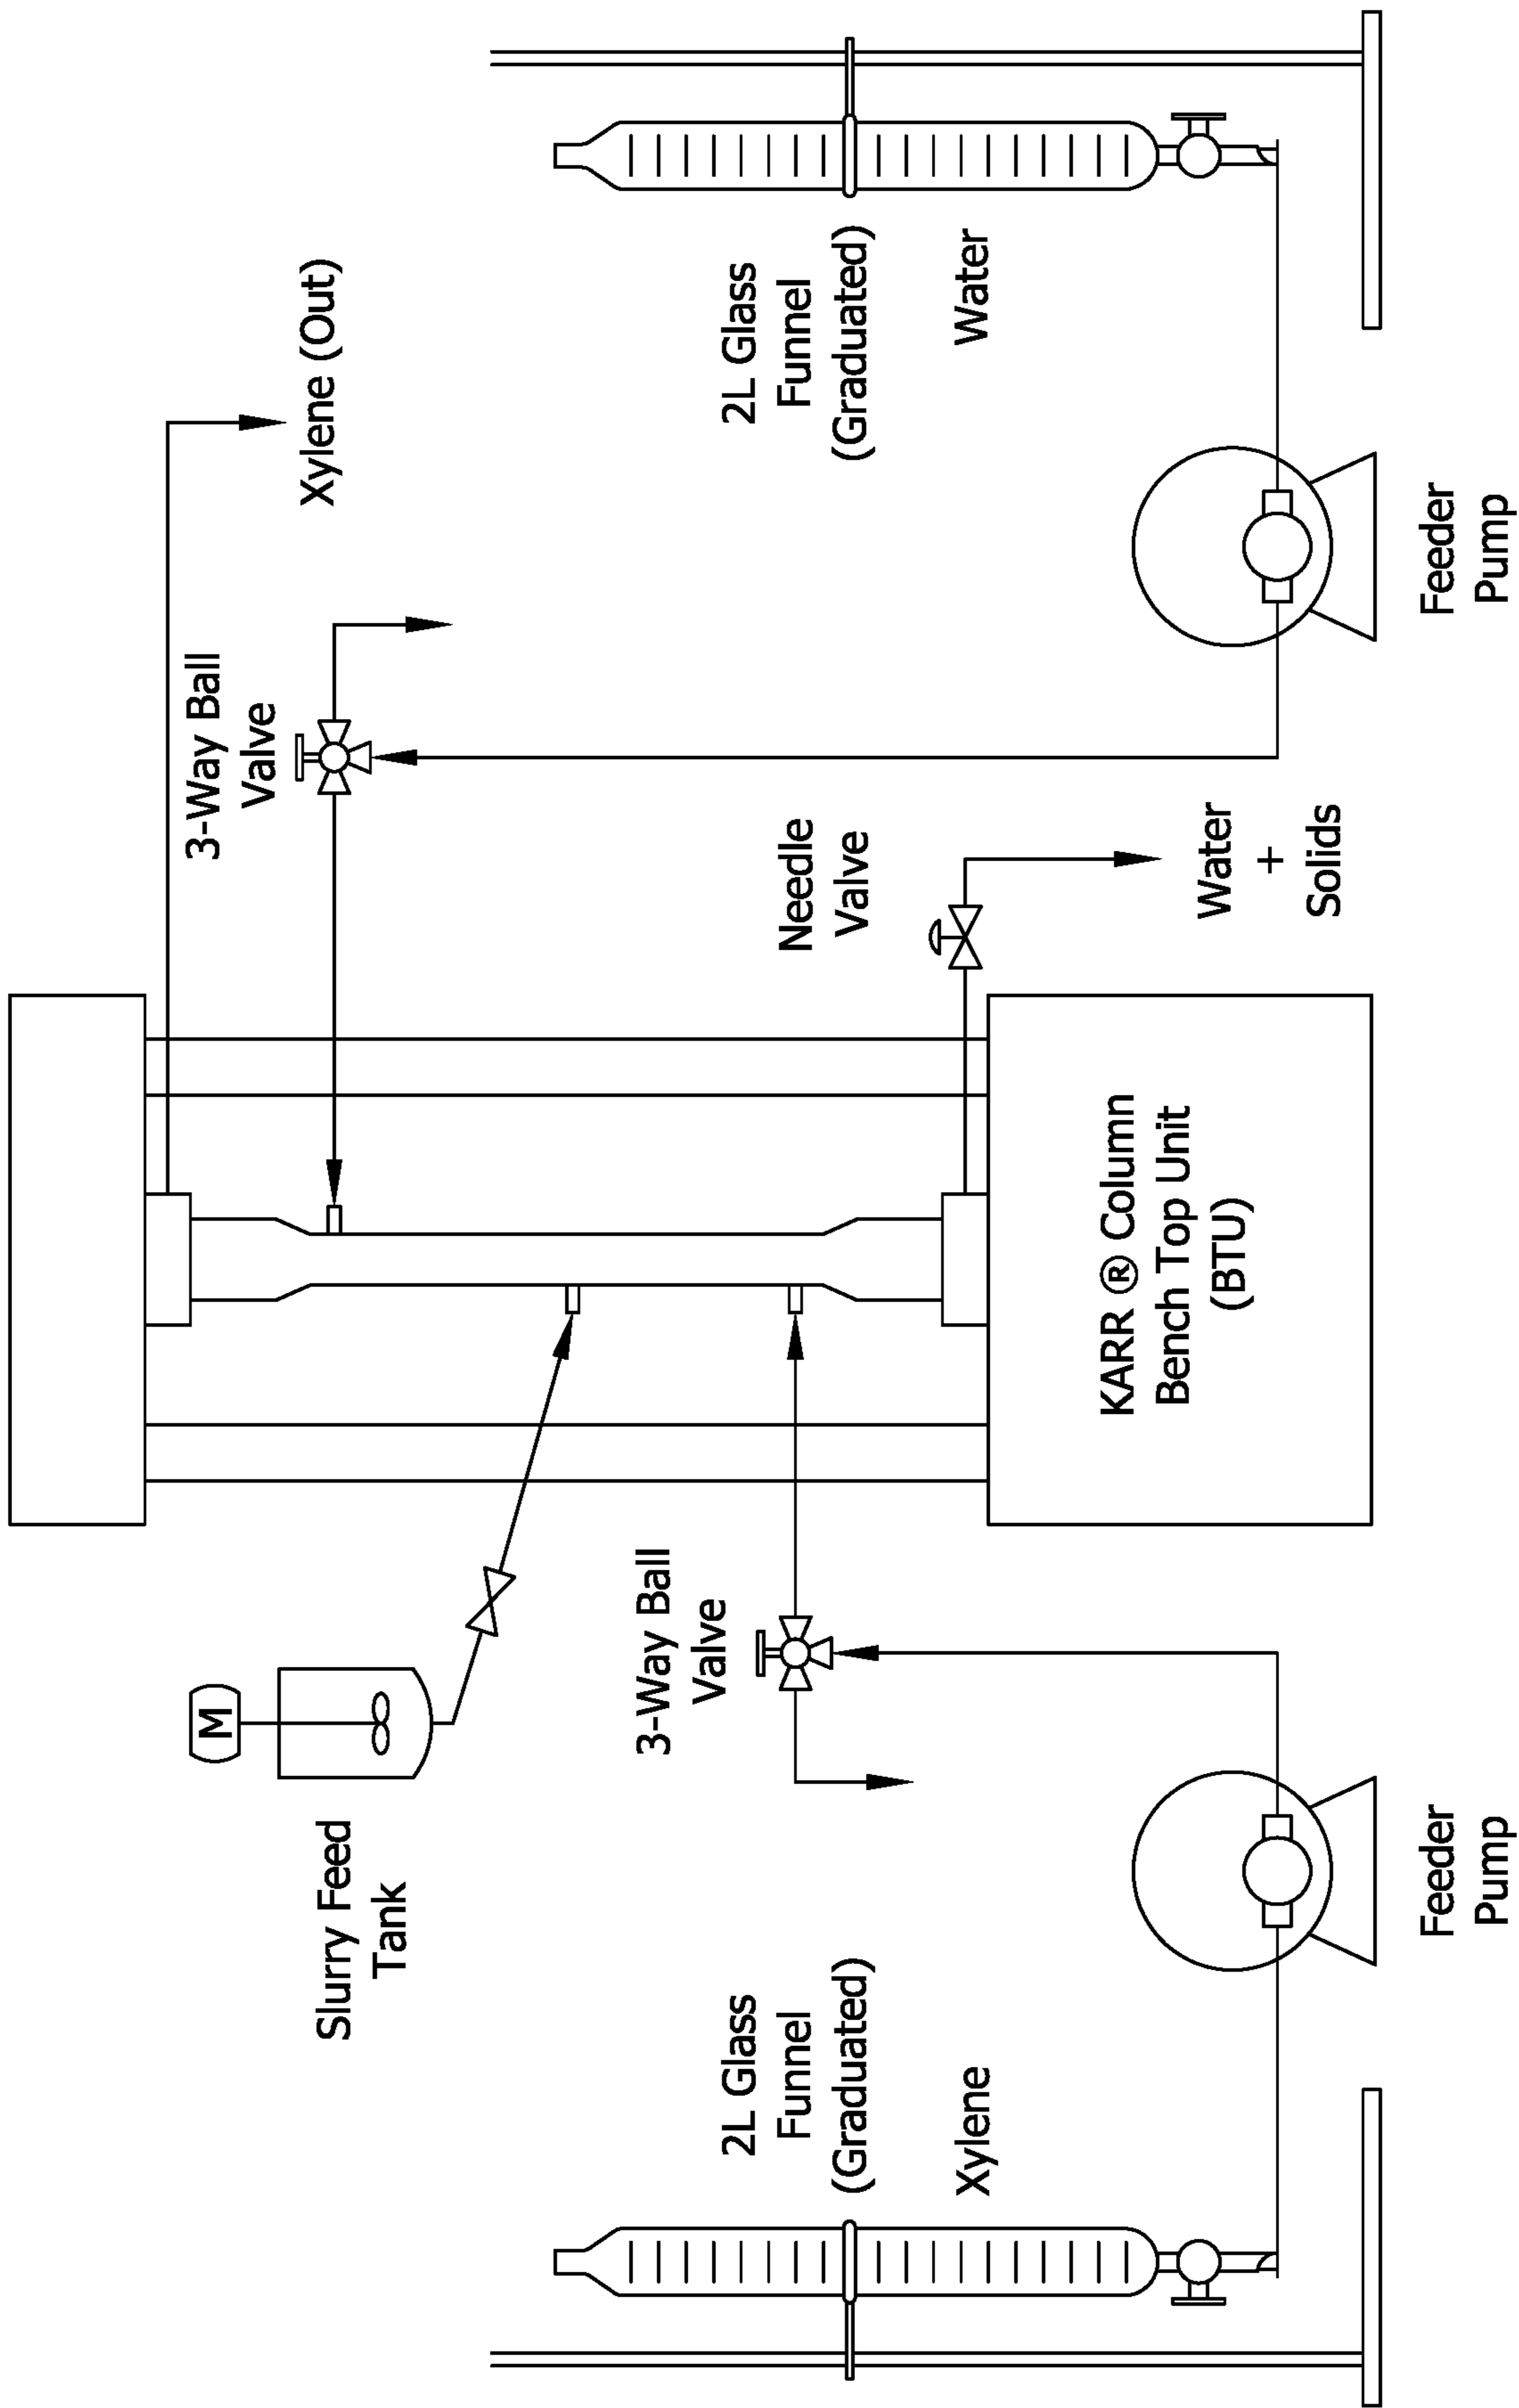 Xylene (Out)
M
3-Way Ball
Valve
Slurry Feed
Tank
3-Way Ball
Valve
Needle
Valve
2L Glass
Funnel
(Graduated)
Xylene
2L Glass
Funnel
(Graduated)
Water
KARR ® Column
Bench Top Unit
(BTU)
Water
+
Solids
Feeder
Pump
Feeder
Pump